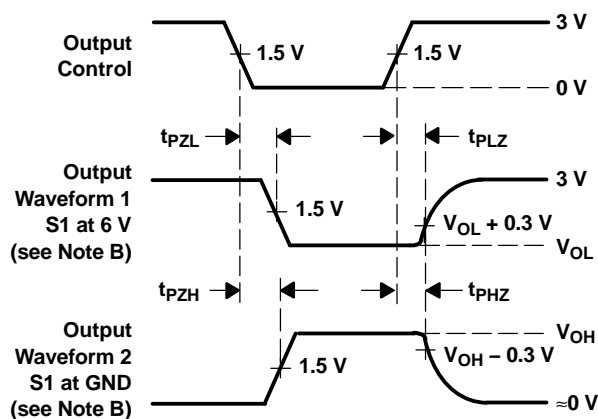 3 V
Output
Control
1.5 V
1.5 V
0 V
tPZL
tPLZ
Output
Waveform 1
S1 at 6 V
(see Note B)
3 V
1.5 V
VOL + 0.3 V
VOL
tPZH
tPHZ
Output
Waveform 2
S1 at GND
(see Note B)
VOH
1.5 V
VOH − 0.3 V
≈0 V